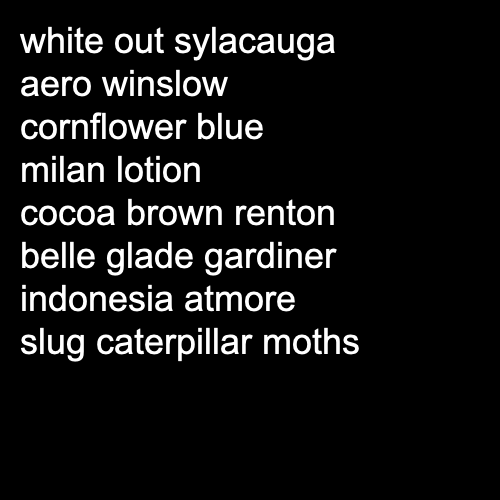 white out sylacauga
aero winslow
cornflower blue
milan lotion
cocoa brown renton
belle glade gardiner
indonesia atmore
slug caterpillar moths